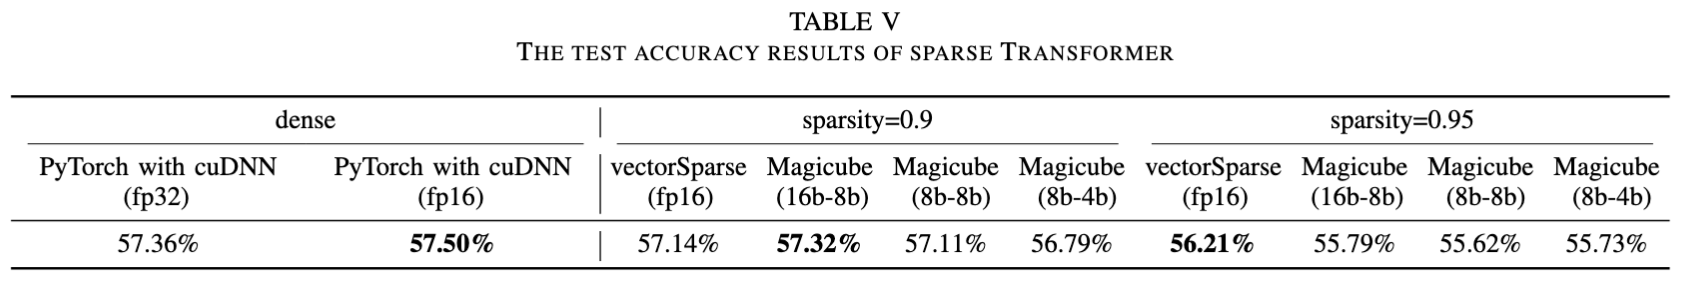 TABLE V
THE TEST ACCURACY RESULTS OF SPARSE TRANSFORMER
dense sparsity=0.9 sparsity=0.95
PyTorch with cuDNN PyTorch with cuDNN vectorSparse Magicube Magicube Magicube vectorSparse Magicube Magicube Magicube
(fp32) (fp16) (fp16) (16b-8b) (8b-8b) (8b-4b) (fp16) (16b-8b) (8b-8b) (8b-4b)
57.36% 57.50% 57.14% 57.32% 57.11% 56.79% 56.21% 55.79% 55.62% 55.73%